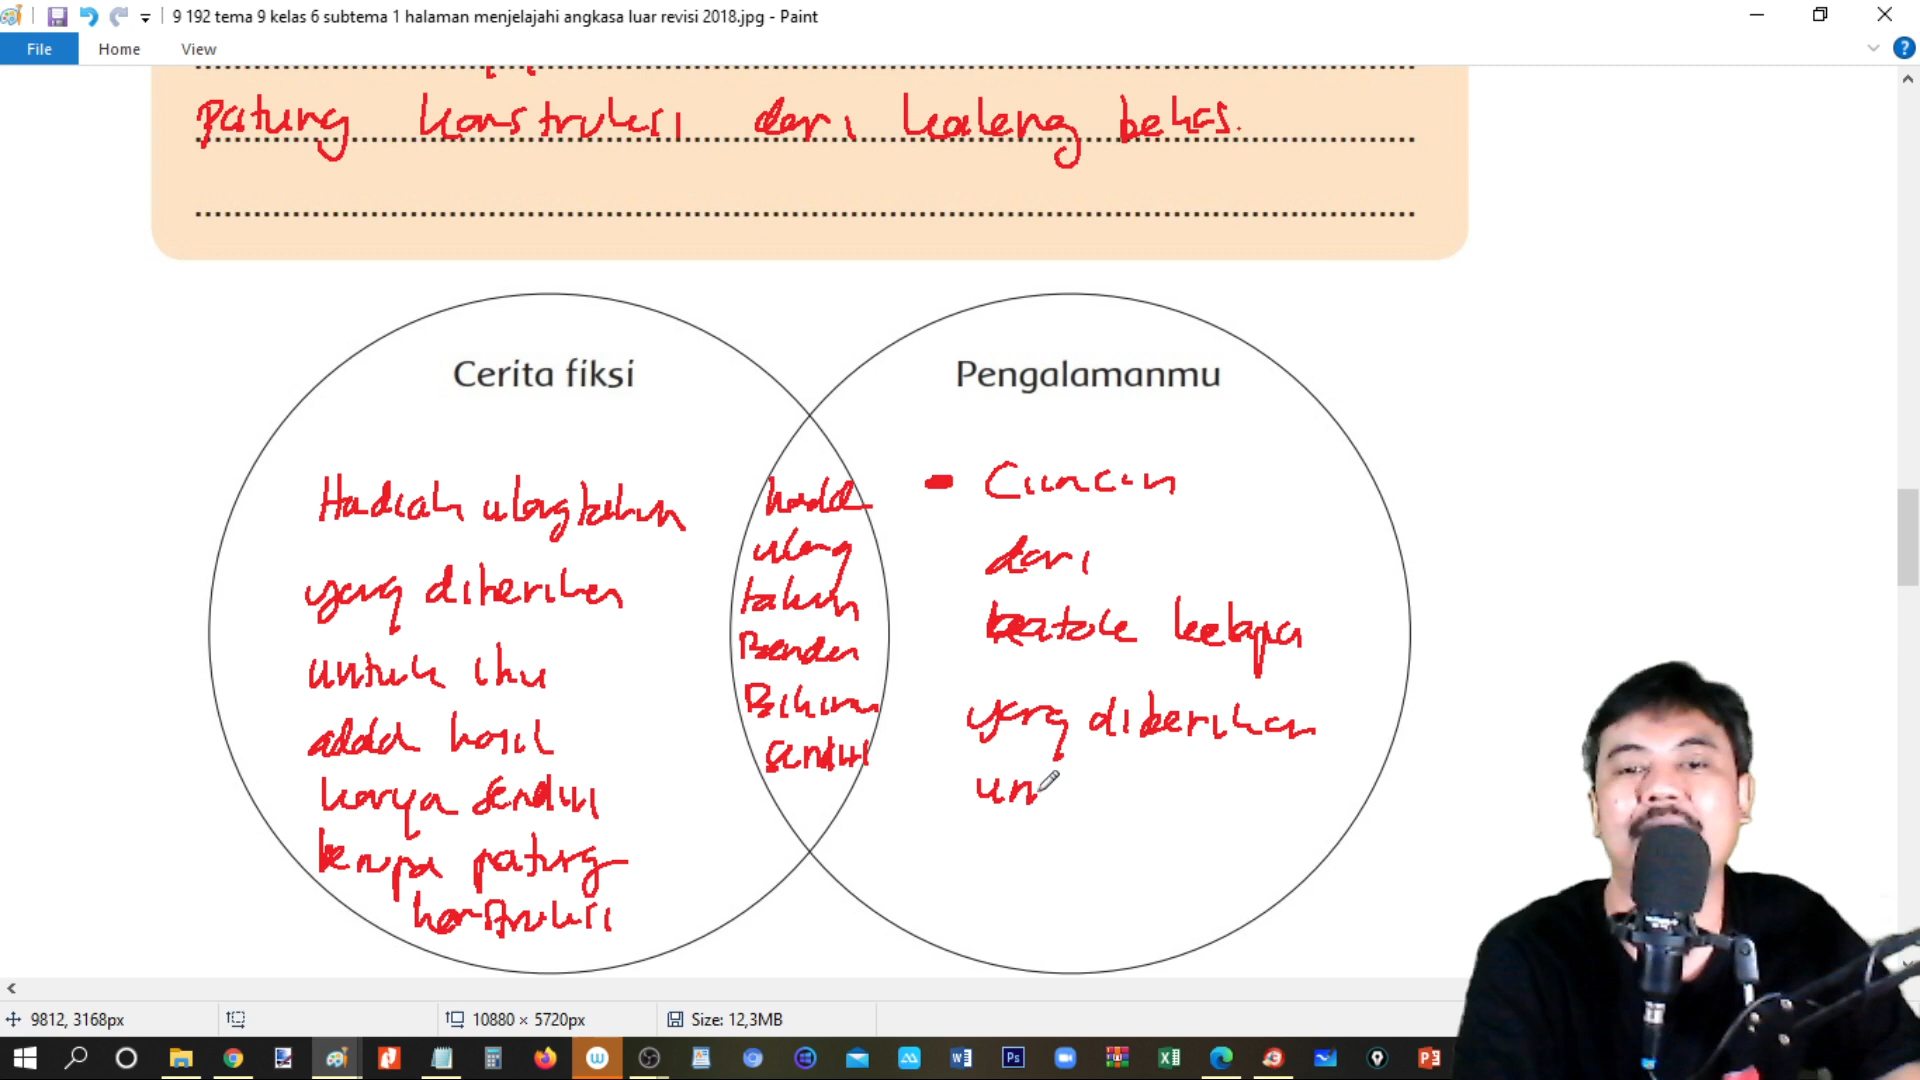 9 192 tema 9 kelas 6 subtema 1 halaman menjelajahi angkasa luar revisi 2018.jpg - Paint
File Home View
patung konstruksi dari kaleng bekas.
Cerita fiksi
Hadiah ulang tahun
yang diberikan
untuk ibu
adalah hasil
karya sendiri
berupa patung
konstruksi
hadiah
ulang
tahun
Bikinan
sendiri
Pengalamanmu
- Cincin
dari
batok kelapa
yang diberikan
un
9812, 3168px
10880 × 5720px
Size: 12,3MB